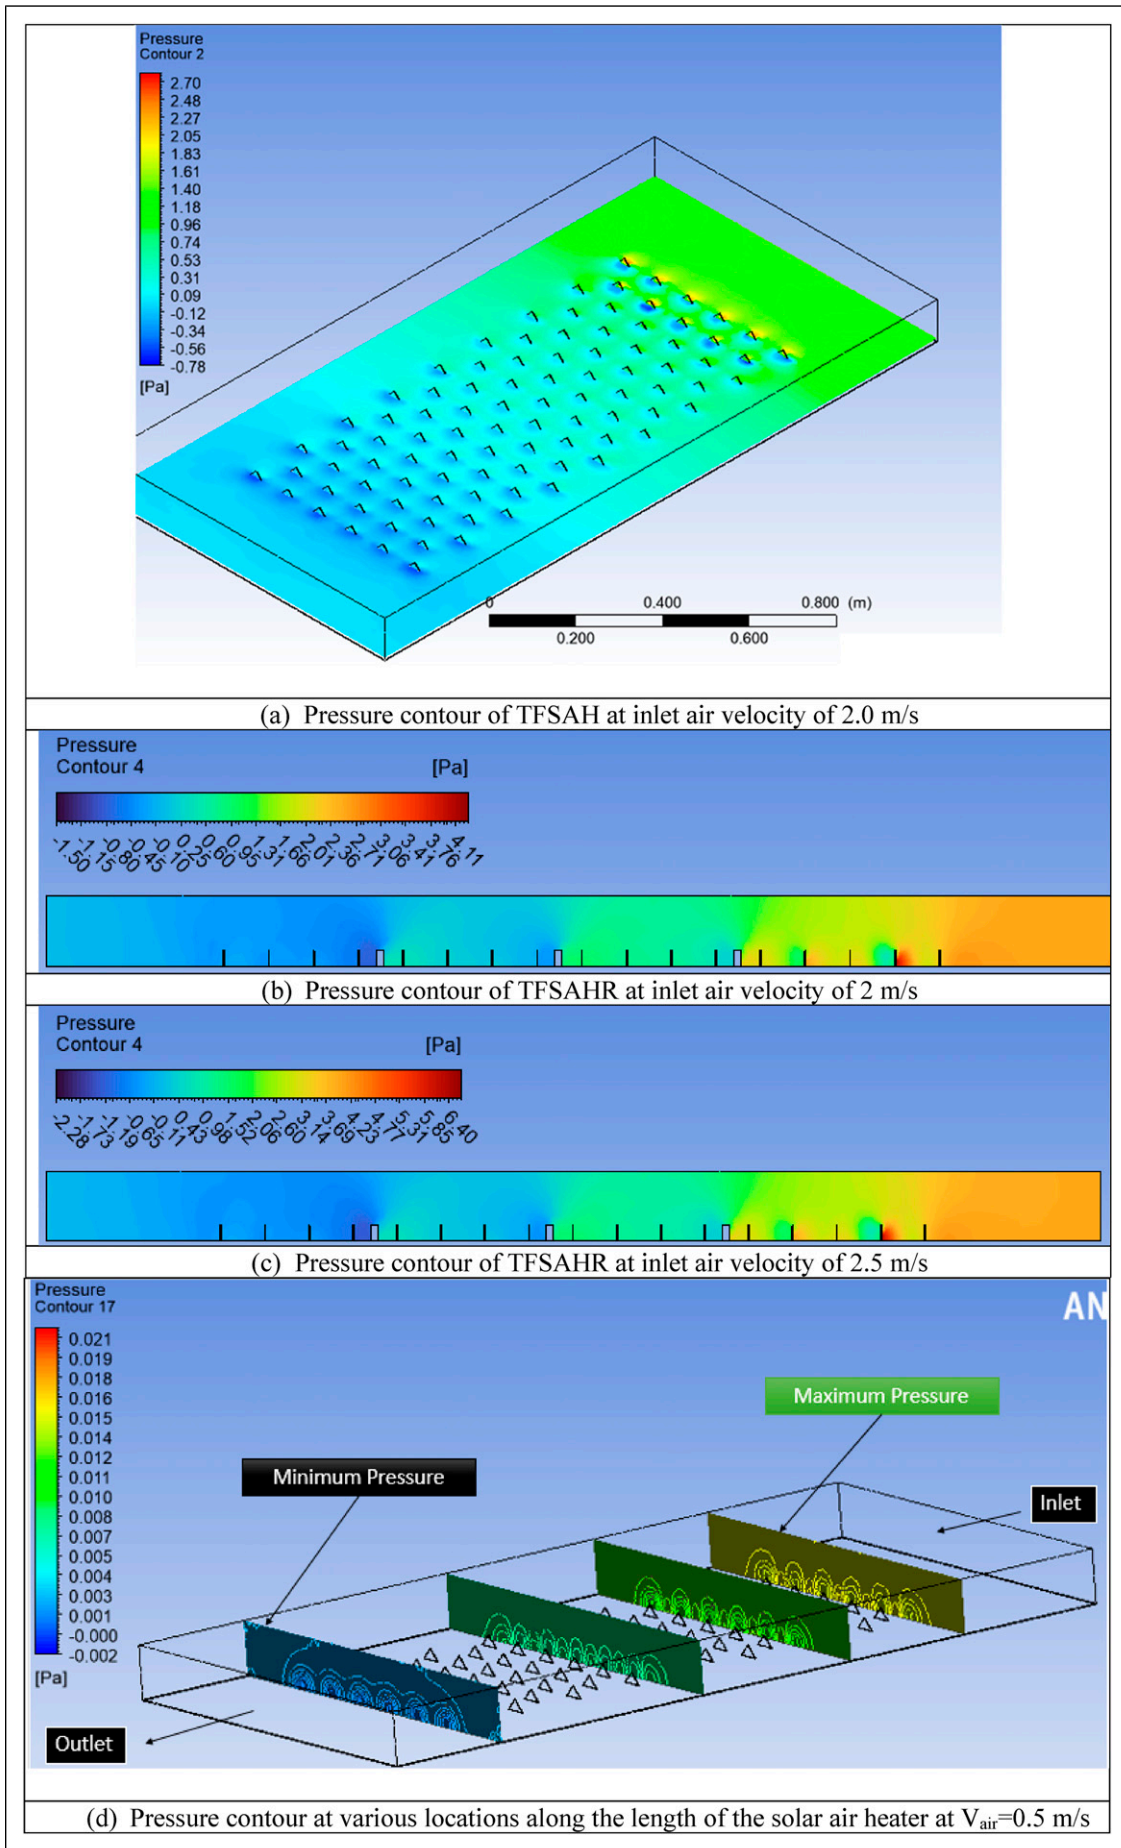 Pressure
Contour 2
2.70
2.48
2.27
2.05
1.83
1.61
1.40
1.18
0.96
0.74
0.53
0.31
0.09
-0.12
-0.34
-0.56
-0.78
[Pa]
0 0.400 0.800 (m)
0.200 0.600
(a) Pressure contour of TFSAH at inlet air velocity of 2.0 m/s
Pressure
Contour 4 [Pa]
-1.50 -1.15 -0.80 -0.45 -0.10 0.25 0.60 0.95 1.31 1.66 2.01 2.36 2.71 3.06 3.41 3.76 4.11
(b) Pressure contour of TFSAHR at inlet air velocity of 2 m/s
Pressure
Contour 4 [Pa]
-2.28 -1.73 -1.19 -0.65 -0.11 0.43 0.98 1.52 2.06 2.60 3.14 3.69 4.23 4.77 5.31 5.85 6.40
(c) Pressure contour of TFSAHR at inlet air velocity of 2.5 m/s
Pressure
Contour 17
AN
0.021
0.019
0.018
0.016
0.015
0.014
0.012
0.011
0.010
0.008
0.007
0.005
0.004
0.003
0.001
-0.000
-0.002
[Pa]
Maximum Pressure
Minimum Pressure
Inlet
Outlet
(d) Pressure contour at various locations along the length of the solar air heater at Vair=0.5 m/s